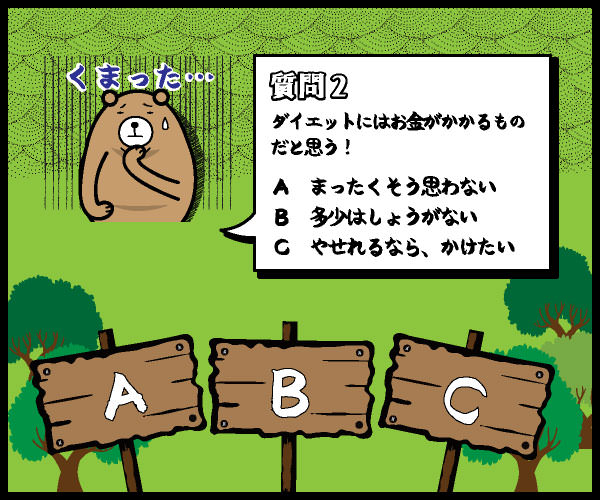 くまった…
質問2
ダイエットにはお金がかかるもの
だと思う！
A まったくそう思わない
B 多少はしょうがない
C やせれるなら、かけたい
A B C